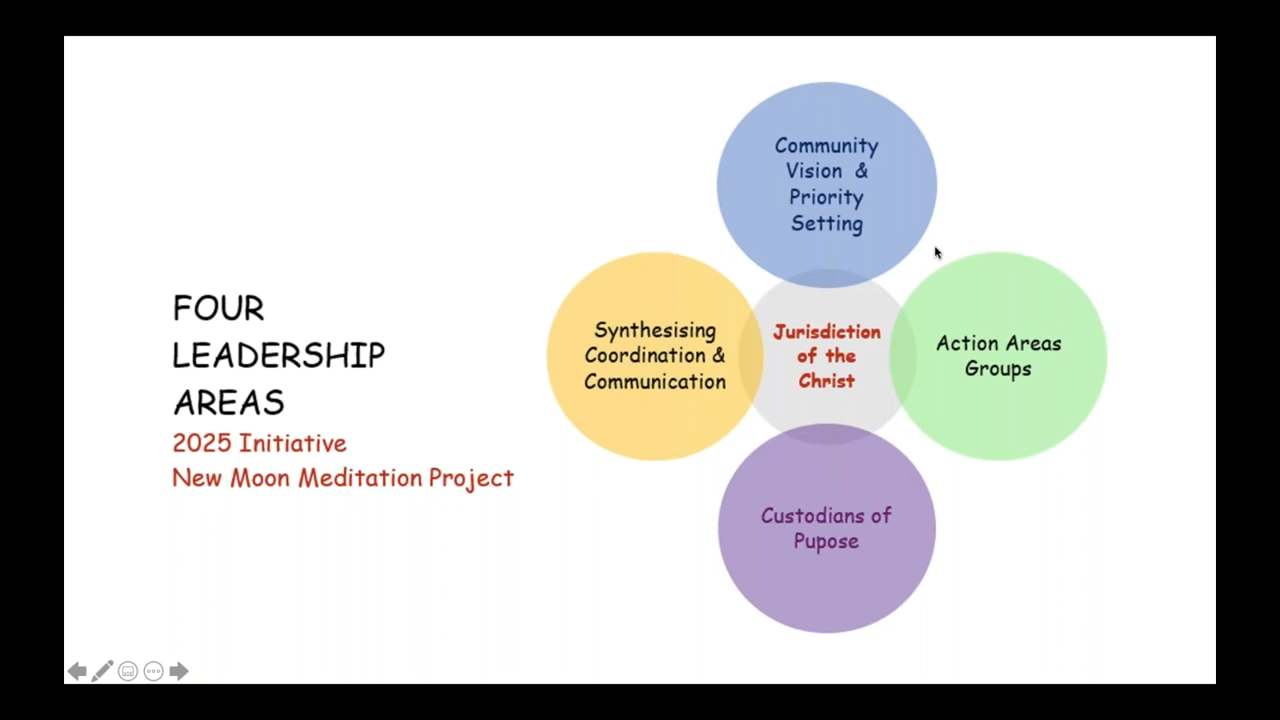 FOUR
LEADERSHIP
AREAS
2025 Initiative
New Moon Meditation Project
Community
Vision &
Priority
Setting
Synthesising
Coordination &
Communication
Jurisdiction
of the
Christ
Action Areas
Groups
Custodians of
Pupose